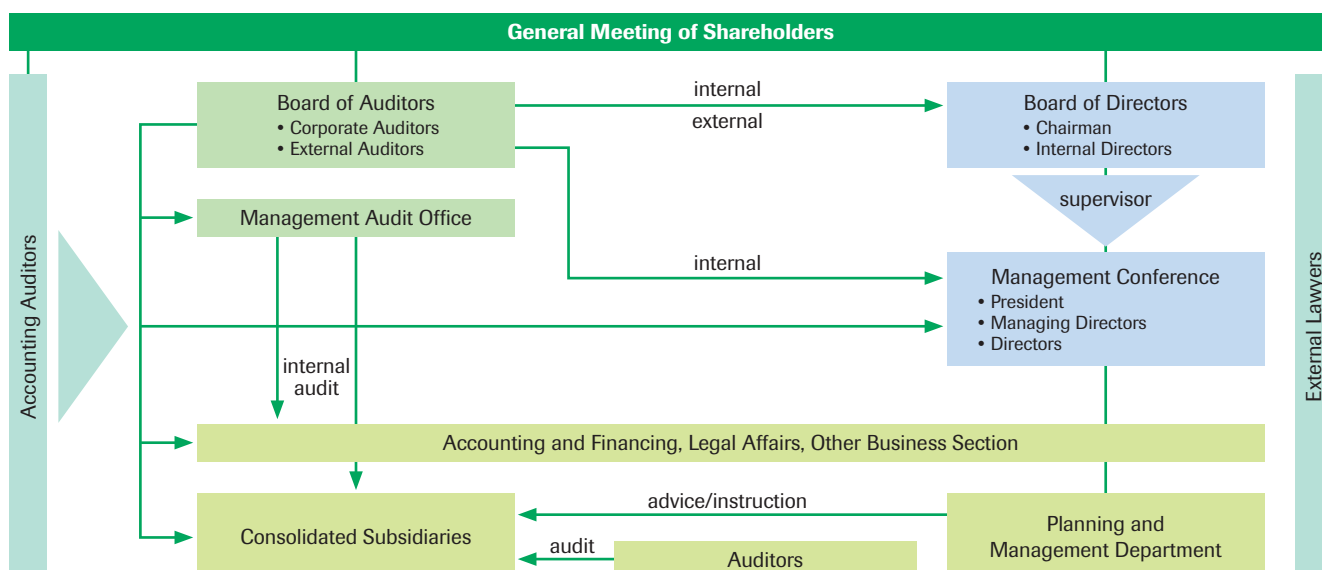 General Meeting of Shareholders
Accounting Auditors
Board of Auditors
• Corporate Auditors
• External Auditors
internal
external
Board of Directors
• Chairman
• Internal Directors
supervisor
Management Audit Office
internal
Management Conference
• President
• Managing Directors
• Directors
internal
audit
Accounting and Financing, Legal Affairs, Other Business Section
Consolidated Subsidiaries
advice/instruction
audit
Auditors
Planning and
Management Department
External Lawyers